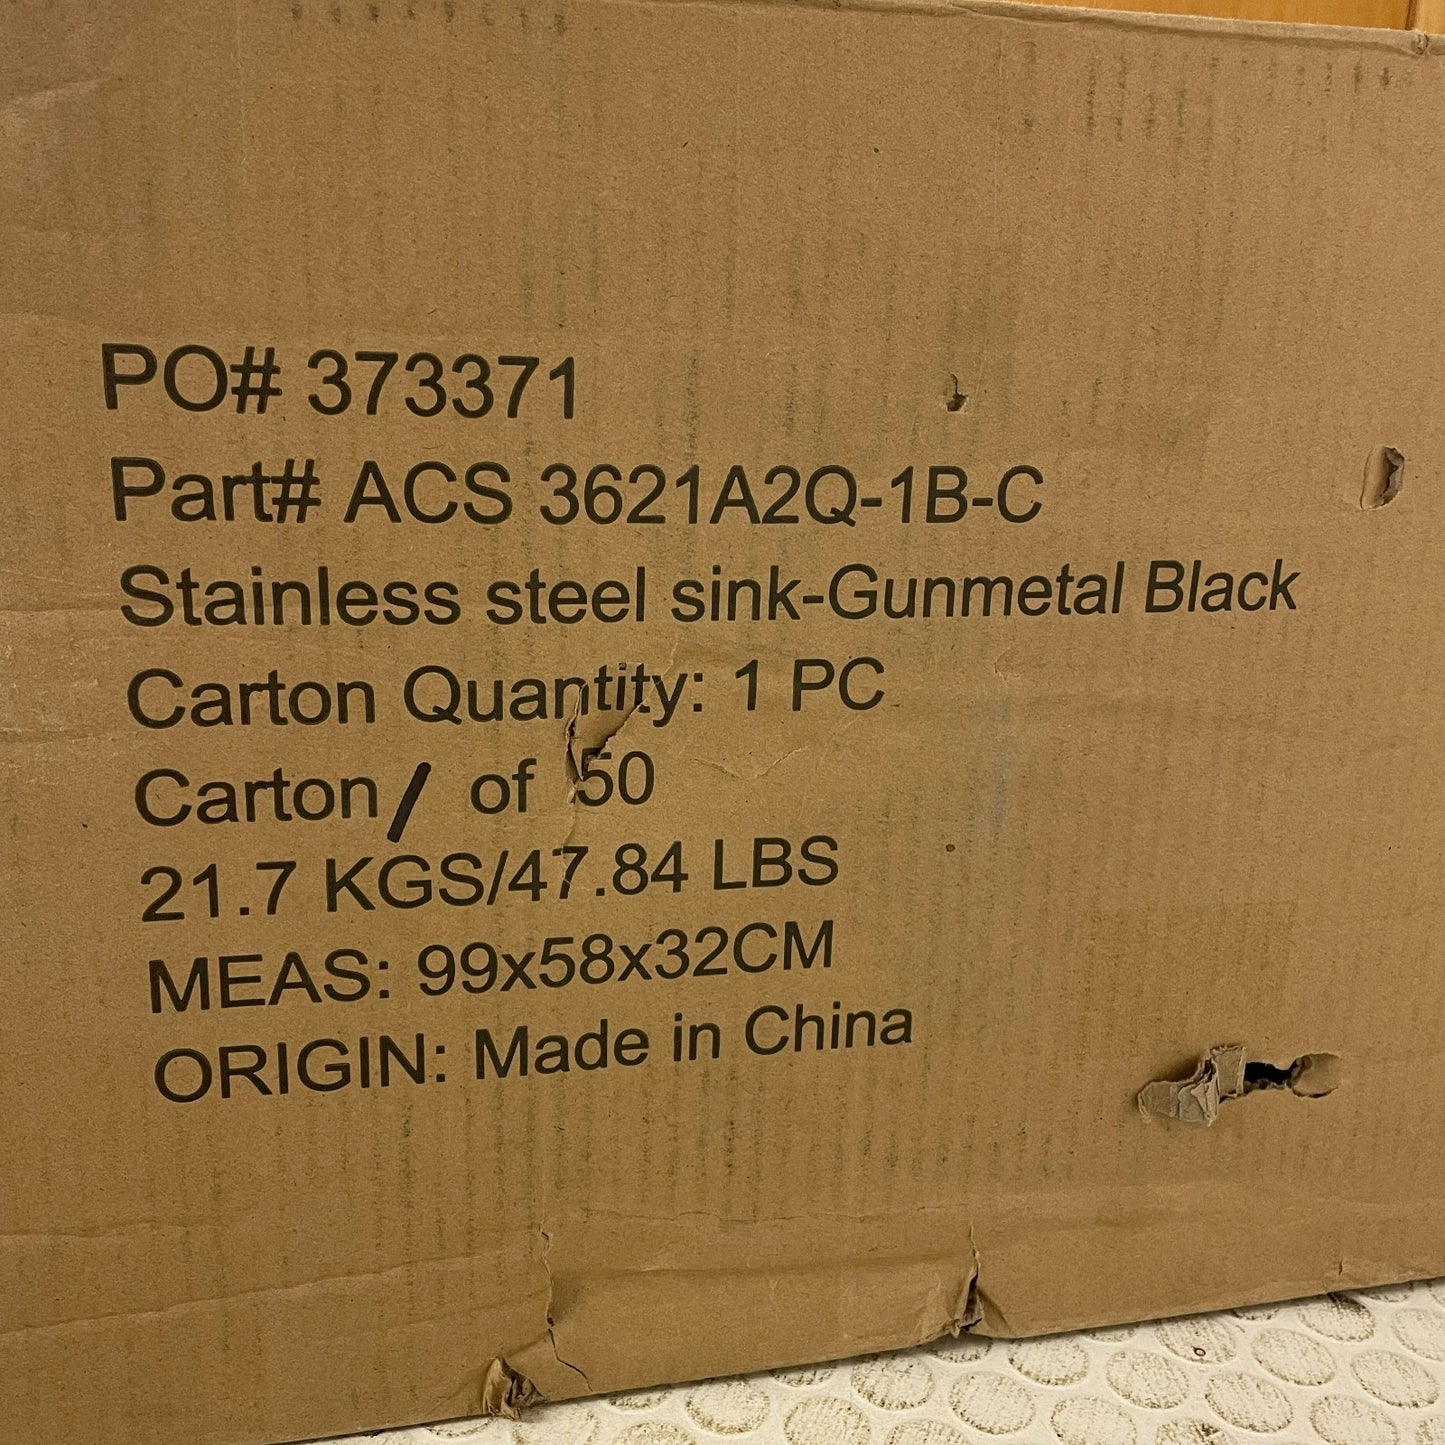 PO# 373371
Part# ACS 3621A2Q-1B-C
Stainless steel sink-Gunmetal Black
Carton Quantity: 1 PC
Carton / of 50
21.7 KGS/47.84 LBS
MEAS: 99x58x32CM
ORIGIN: Made in China